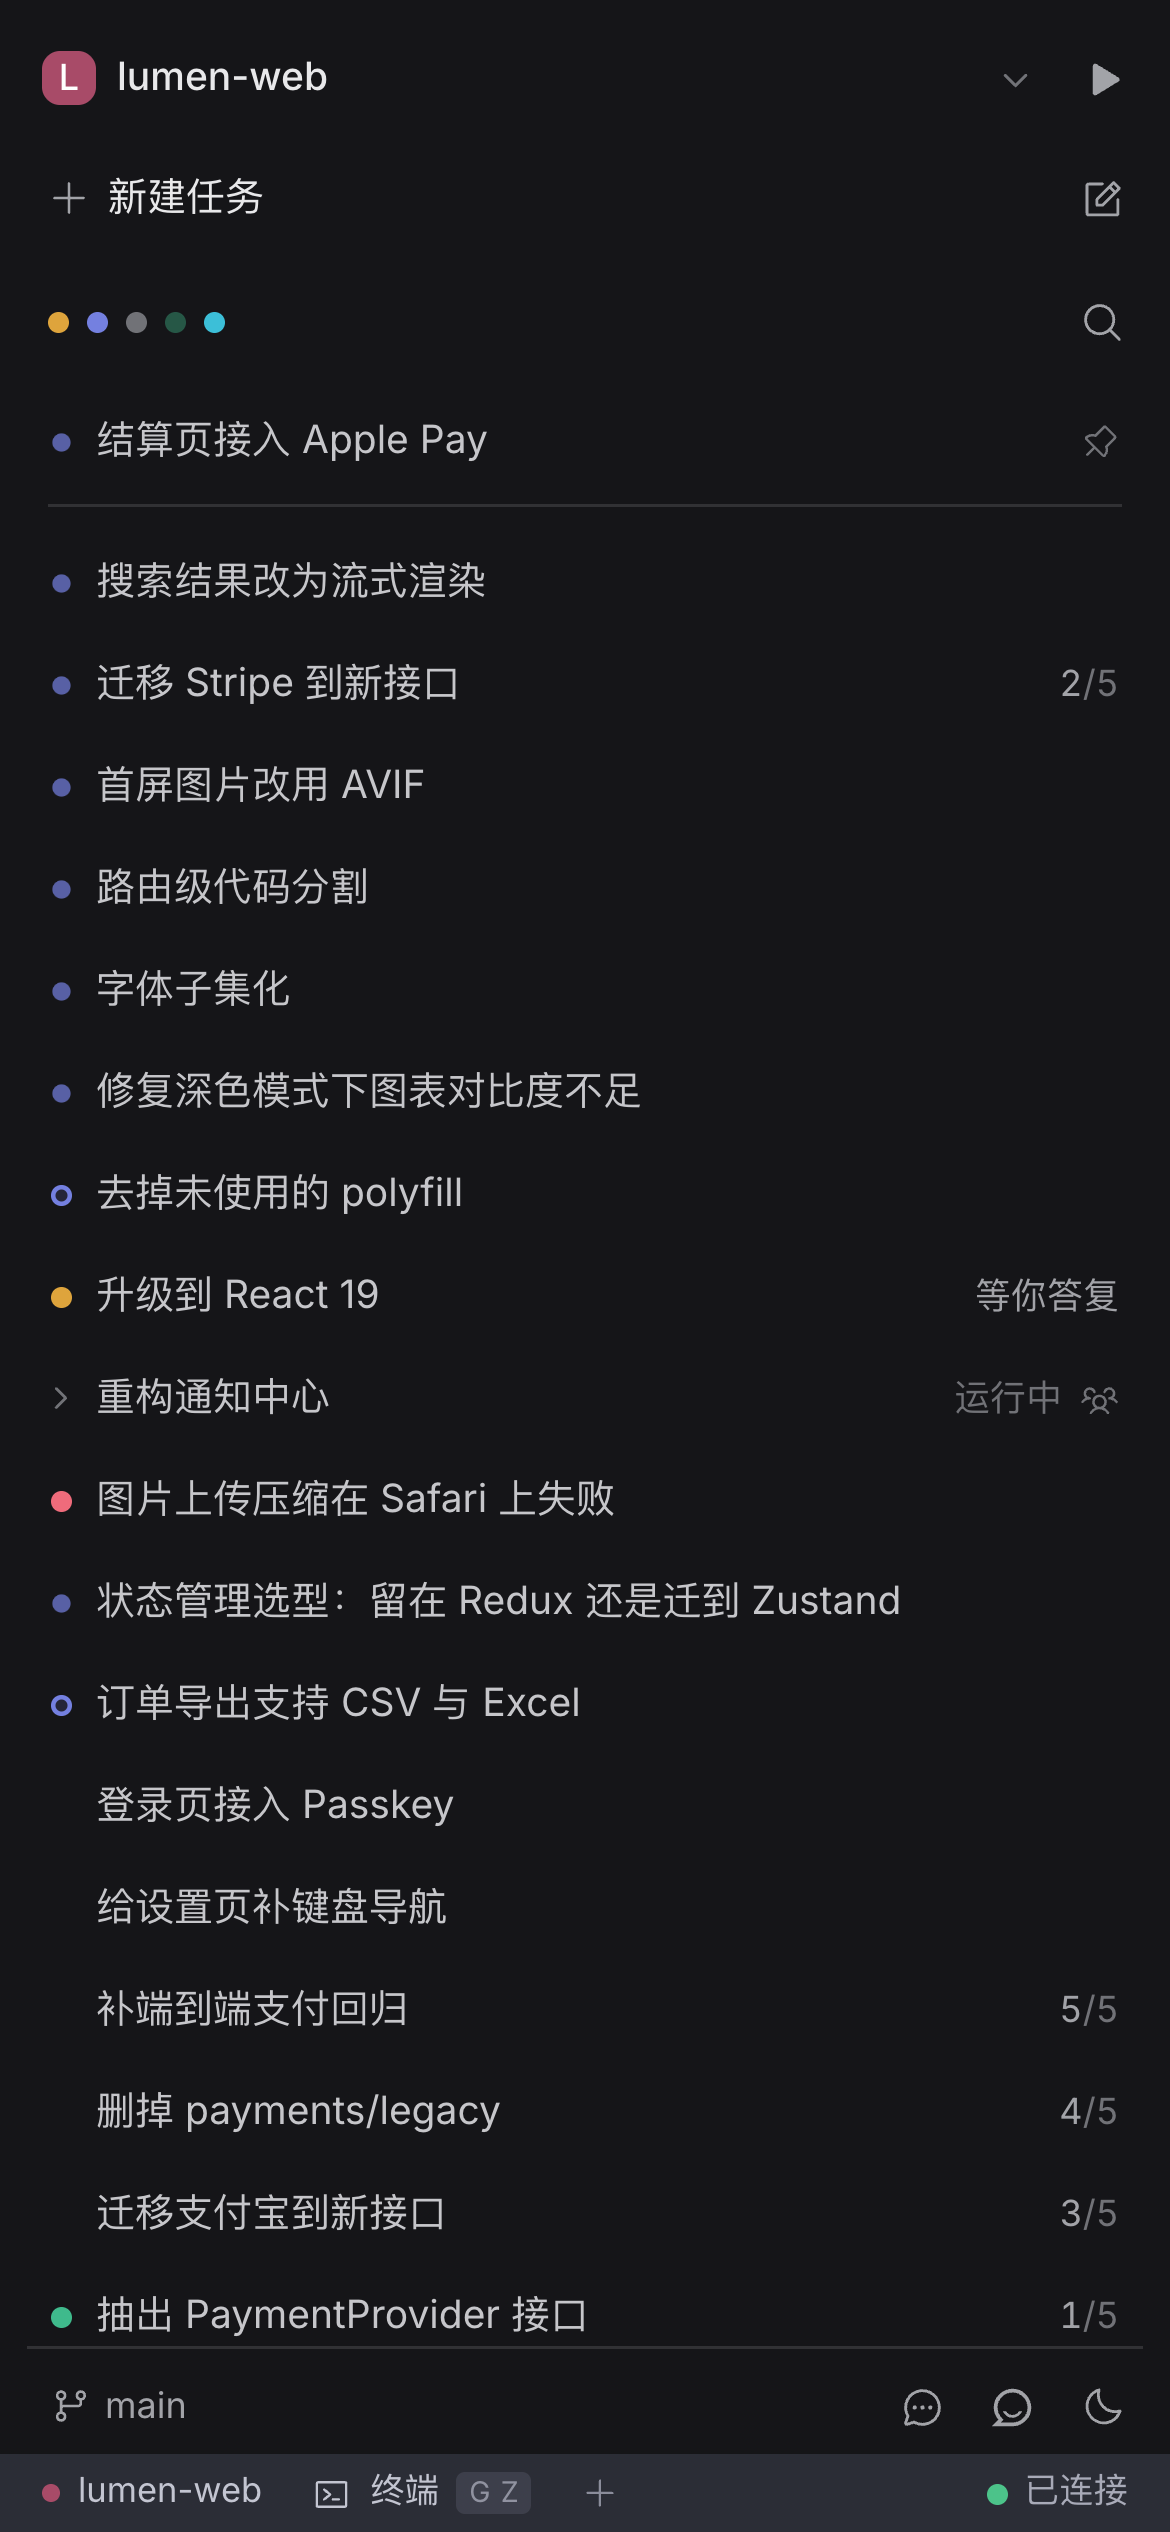 L lumen-web
新建任务
结算页接入 Apple Pay
搜索结果改为流式渲染
迁移 Stripe 到新接口 2/5
首屏图片改用 AVIF
路由级代码分割
字体子集化
修复深色模式下图表对比度不足
去掉未使用的 polyfill
升级到 React 19 等你答复
重构通知中心 运行中
图片上传压缩在 Safari 上失败
状态管理选型：留在 Redux 还是迁到 Zustand
订单导出支持 CSV 与 Excel
登录页接入 Passkey
给设置页补键盘导航
补端到端支付回归 5/5
删掉 payments/legacy 4/5
迁移支付宝到新接口 3/5
抽出 PaymentProvider 接口 1/5
main
lumen-web 终端 G Z 已连接